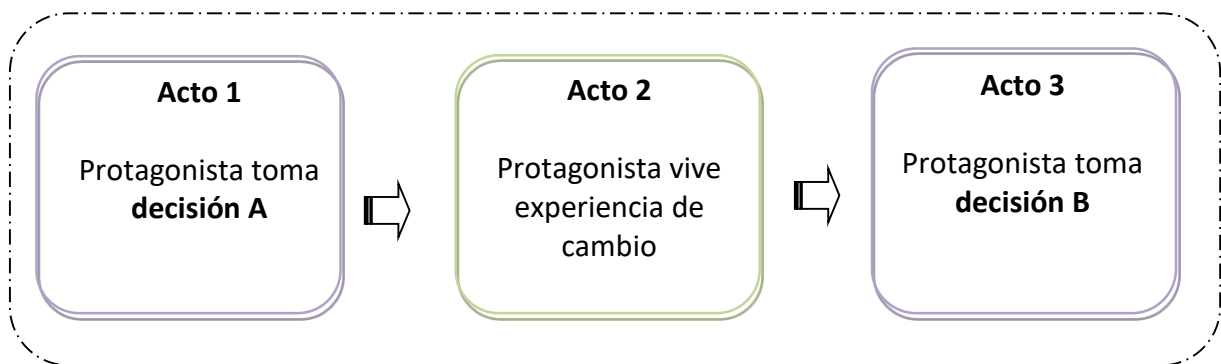 Acto 1
Protagonista toma
decisión A
Acto 2
Protagonista vive
experiencia de
cambio
Acto 3
Protagonista toma
decisión B